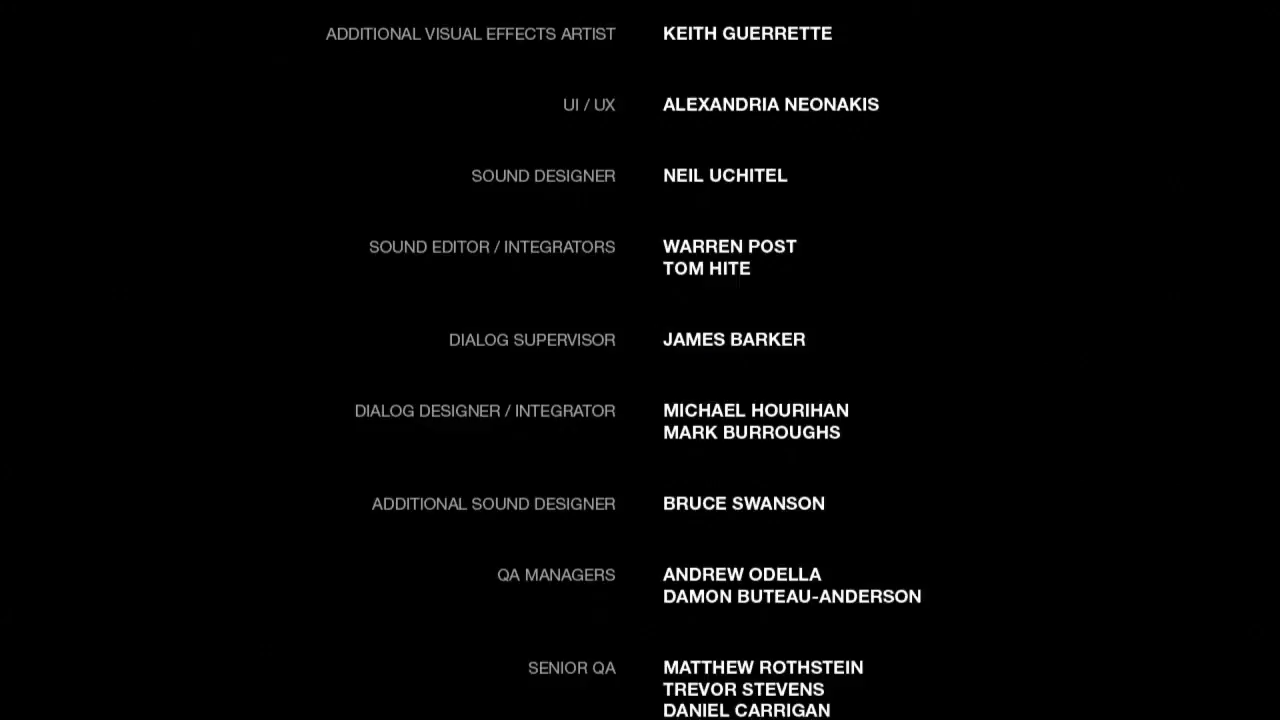 ADDITIONAL VISUAL EFFECTS ARTIST KEITH GUERRETTE
UI / UX ALEXANDRIA NEONAKIS
SOUND DESIGNER NEIL UCHITEL
SOUND EDITOR / INTEGRATORS WARREN POST
TOM HITE
DIALOG SUPERVISOR JAMES BARKER
DIALOG DESIGNER / INTEGRATOR MICHAEL HOURIHAN
MARK BURROUGHS
ADDITIONAL SOUND DESIGNER BRUCE SWANSON
QA MANAGERS ANDREW ODELLA
DAMON BUTEAU-ANDERSON
SENIOR QA MATTHEW ROTHSTEIN
TREVOR STEVENS
DANIEL CARRIGAN